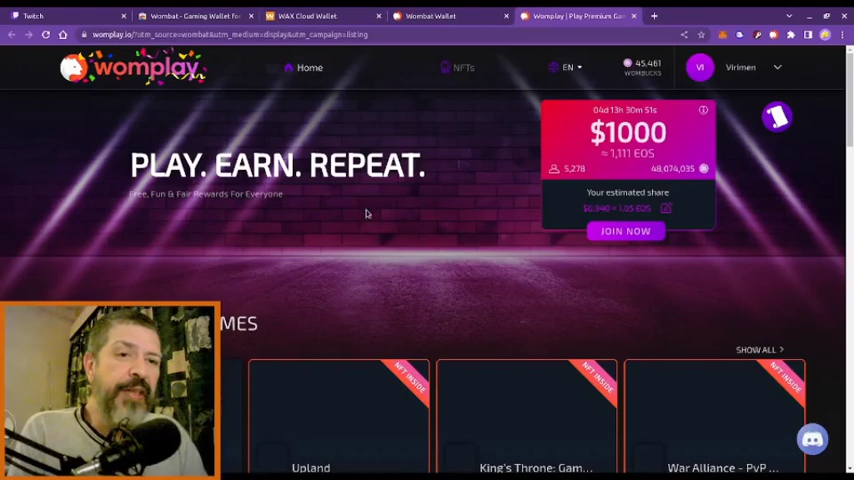 Twitch
Wombat - Gaming Wallet for
WAX Cloud Wallet
Wombat Wallet
Womplay | Play Premium Gam
womplay.io/?utm_source=wombat&utm_medium=display&utm_campaign=listing
womplay
Home
NFTs
EN
45,461
WOMBUCKS
VI
Virimen
04d 13h 30m 51s
$1000
≈ 1,111 EOS
5,278
48,074,035
Your estimated share
JOIN NOW
PLAY. EARN. REPEAT.
Free, Fun & Fair Rewards For Everyone
MES
SHOW ALL
NFT INSIDE
NFT INSIDE
NFT INSIDE
Upland
King's Throne: Gam...
War Alliance - PvP ...